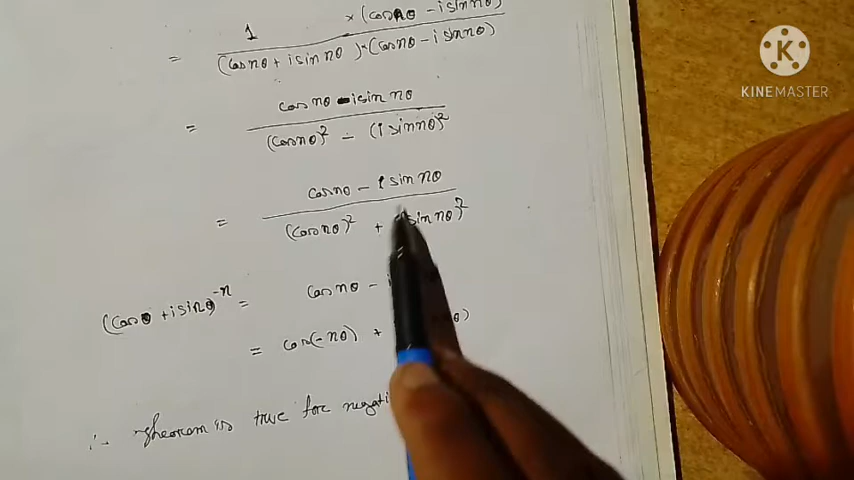 1 ×(cosnθ - isinnθ)
= (cosnθ + isinnθ)×(cosnθ - isinnθ)
cosnθ - isinnθ
= (cosnθ)² - (isinnθ)²
cosnθ - isinnθ
= (cosnθ)² + (sinnθ)²
(cosθ + isinθ)⁻ⁿ = cosnθ -
= cos(-nθ) + θ)
∴ Theorem is true for negati
K
KINEMASTER